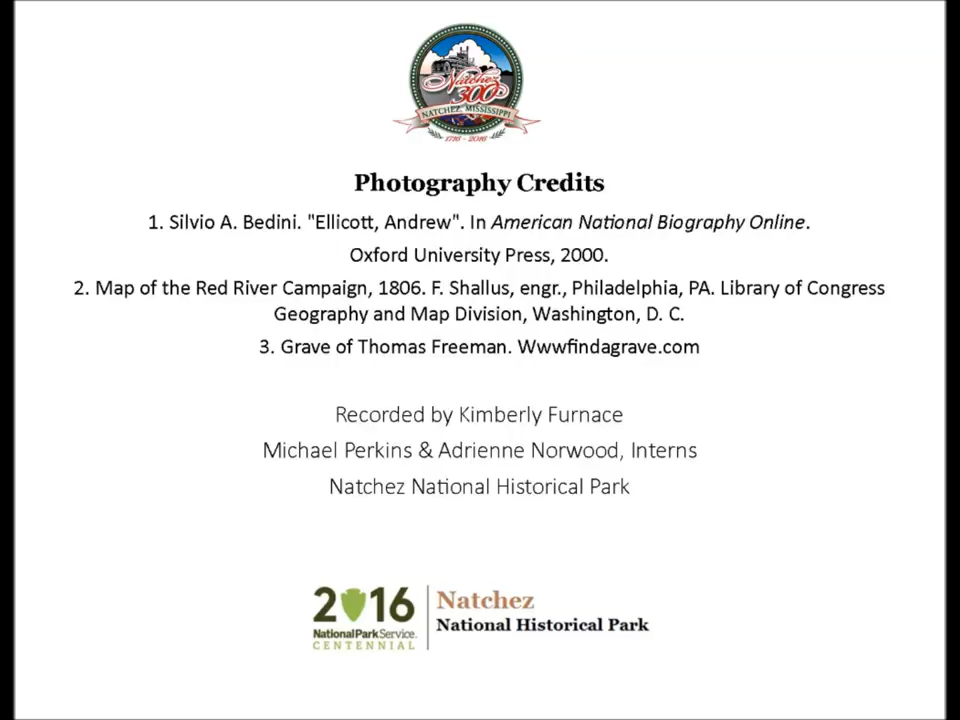 Natchez
300
NATCHEZ MISSISSIPPI
1716 - 2016
Photography Credits
1. Silvio A. Bedini. "Ellicott, Andrew". In American National Biography Online.
Oxford University Press, 2000.
2. Map of the Red River Campaign, 1806. F. Shallus, engr., Philadelphia, PA. Library of Congress
Geography and Map Division, Washington, D. C.
3. Grave of Thomas Freeman. Wwwfindagrave.com
Recorded by Kimberly Furnace
Michael Perkins & Adrienne Norwood, Interns
Natchez National Historical Park
2016
National Park Service.
CENTENNIAL
Natchez
National Historical Park